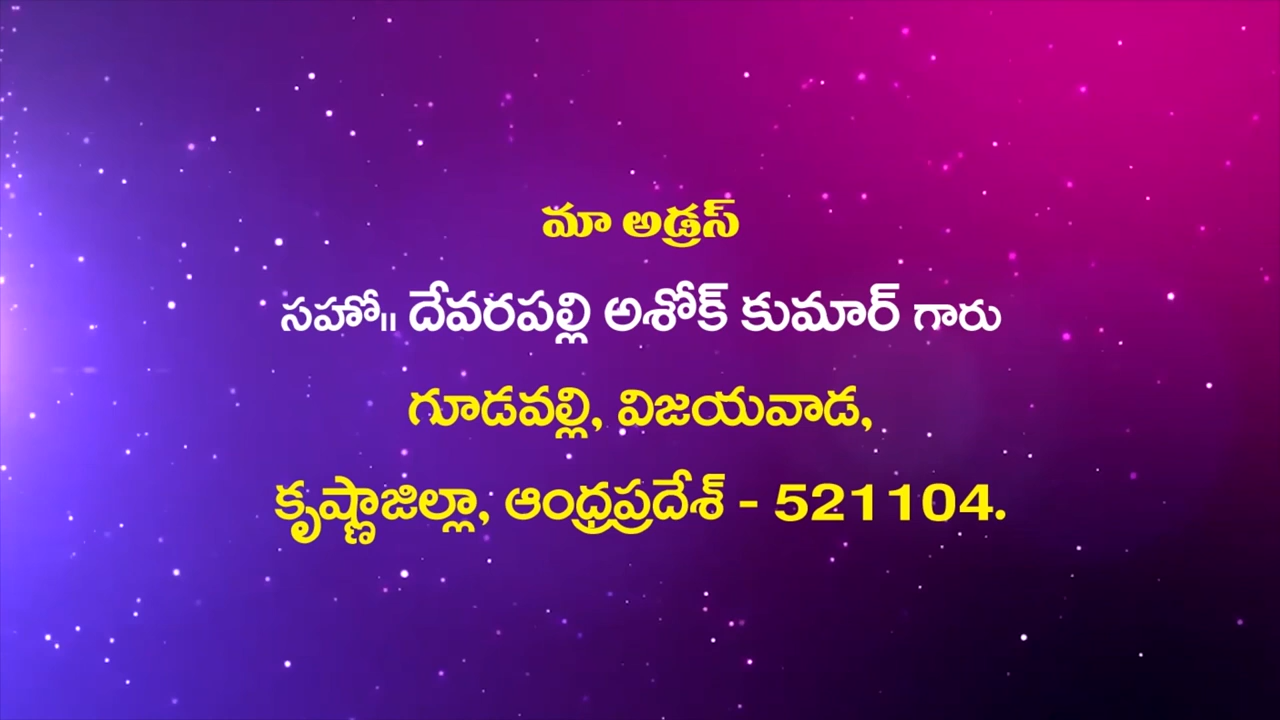 మా అడ్రస్
సహో॥ దేవరపల్లి అశోక్ కుమార్ గారు
గూడవల్లి, విజయవాడ,
కృష్ణాజిల్లా, ఆంధ్రప్రదేశ్ - 521104.